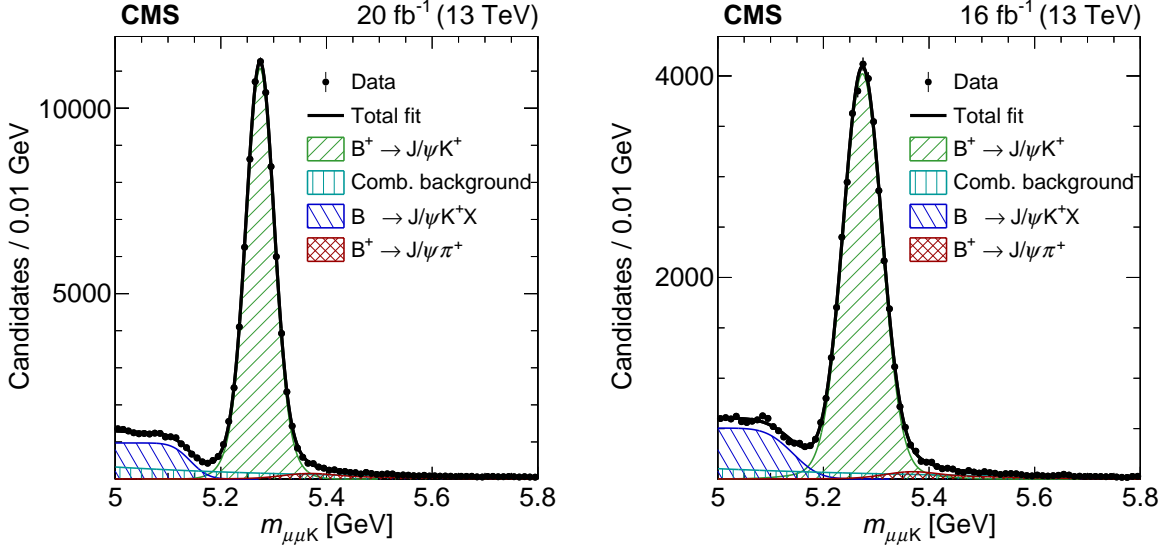 CMS 20 fb⁻¹ (13 TeV)
Candidates / 0.01 GeV
10000
5000
Data
Total fit
B⁺ → J/ψK⁺
Comb. background
B → J/ψK⁺X
B⁺ → J/ψπ⁺
5 5.2 5.4 5.6 5.8
m_μμK [GeV]
CMS 16 fb⁻¹ (13 TeV)
Candidates / 0.01 GeV
4000
2000
Data
Total fit
B⁺ → J/ψK⁺
Comb. background
B → J/ψK⁺X
B⁺ → J/ψπ⁺
5 5.2 5.4 5.6 5.8
m_μμK [GeV]